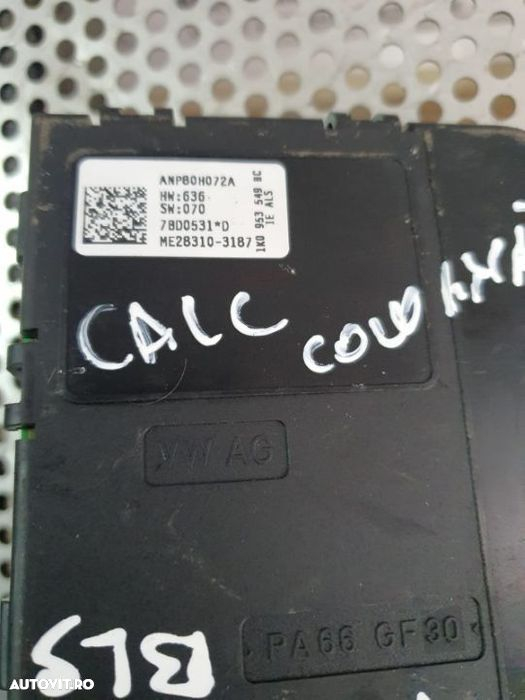 ANPB0H072A
HW:636
SW:070
78D0531*D
ME28310-3187
1K0 953 549 BC
IE ALS
CALC
VW AG
PA66 GF30
BLS
AUTOVIT.RO